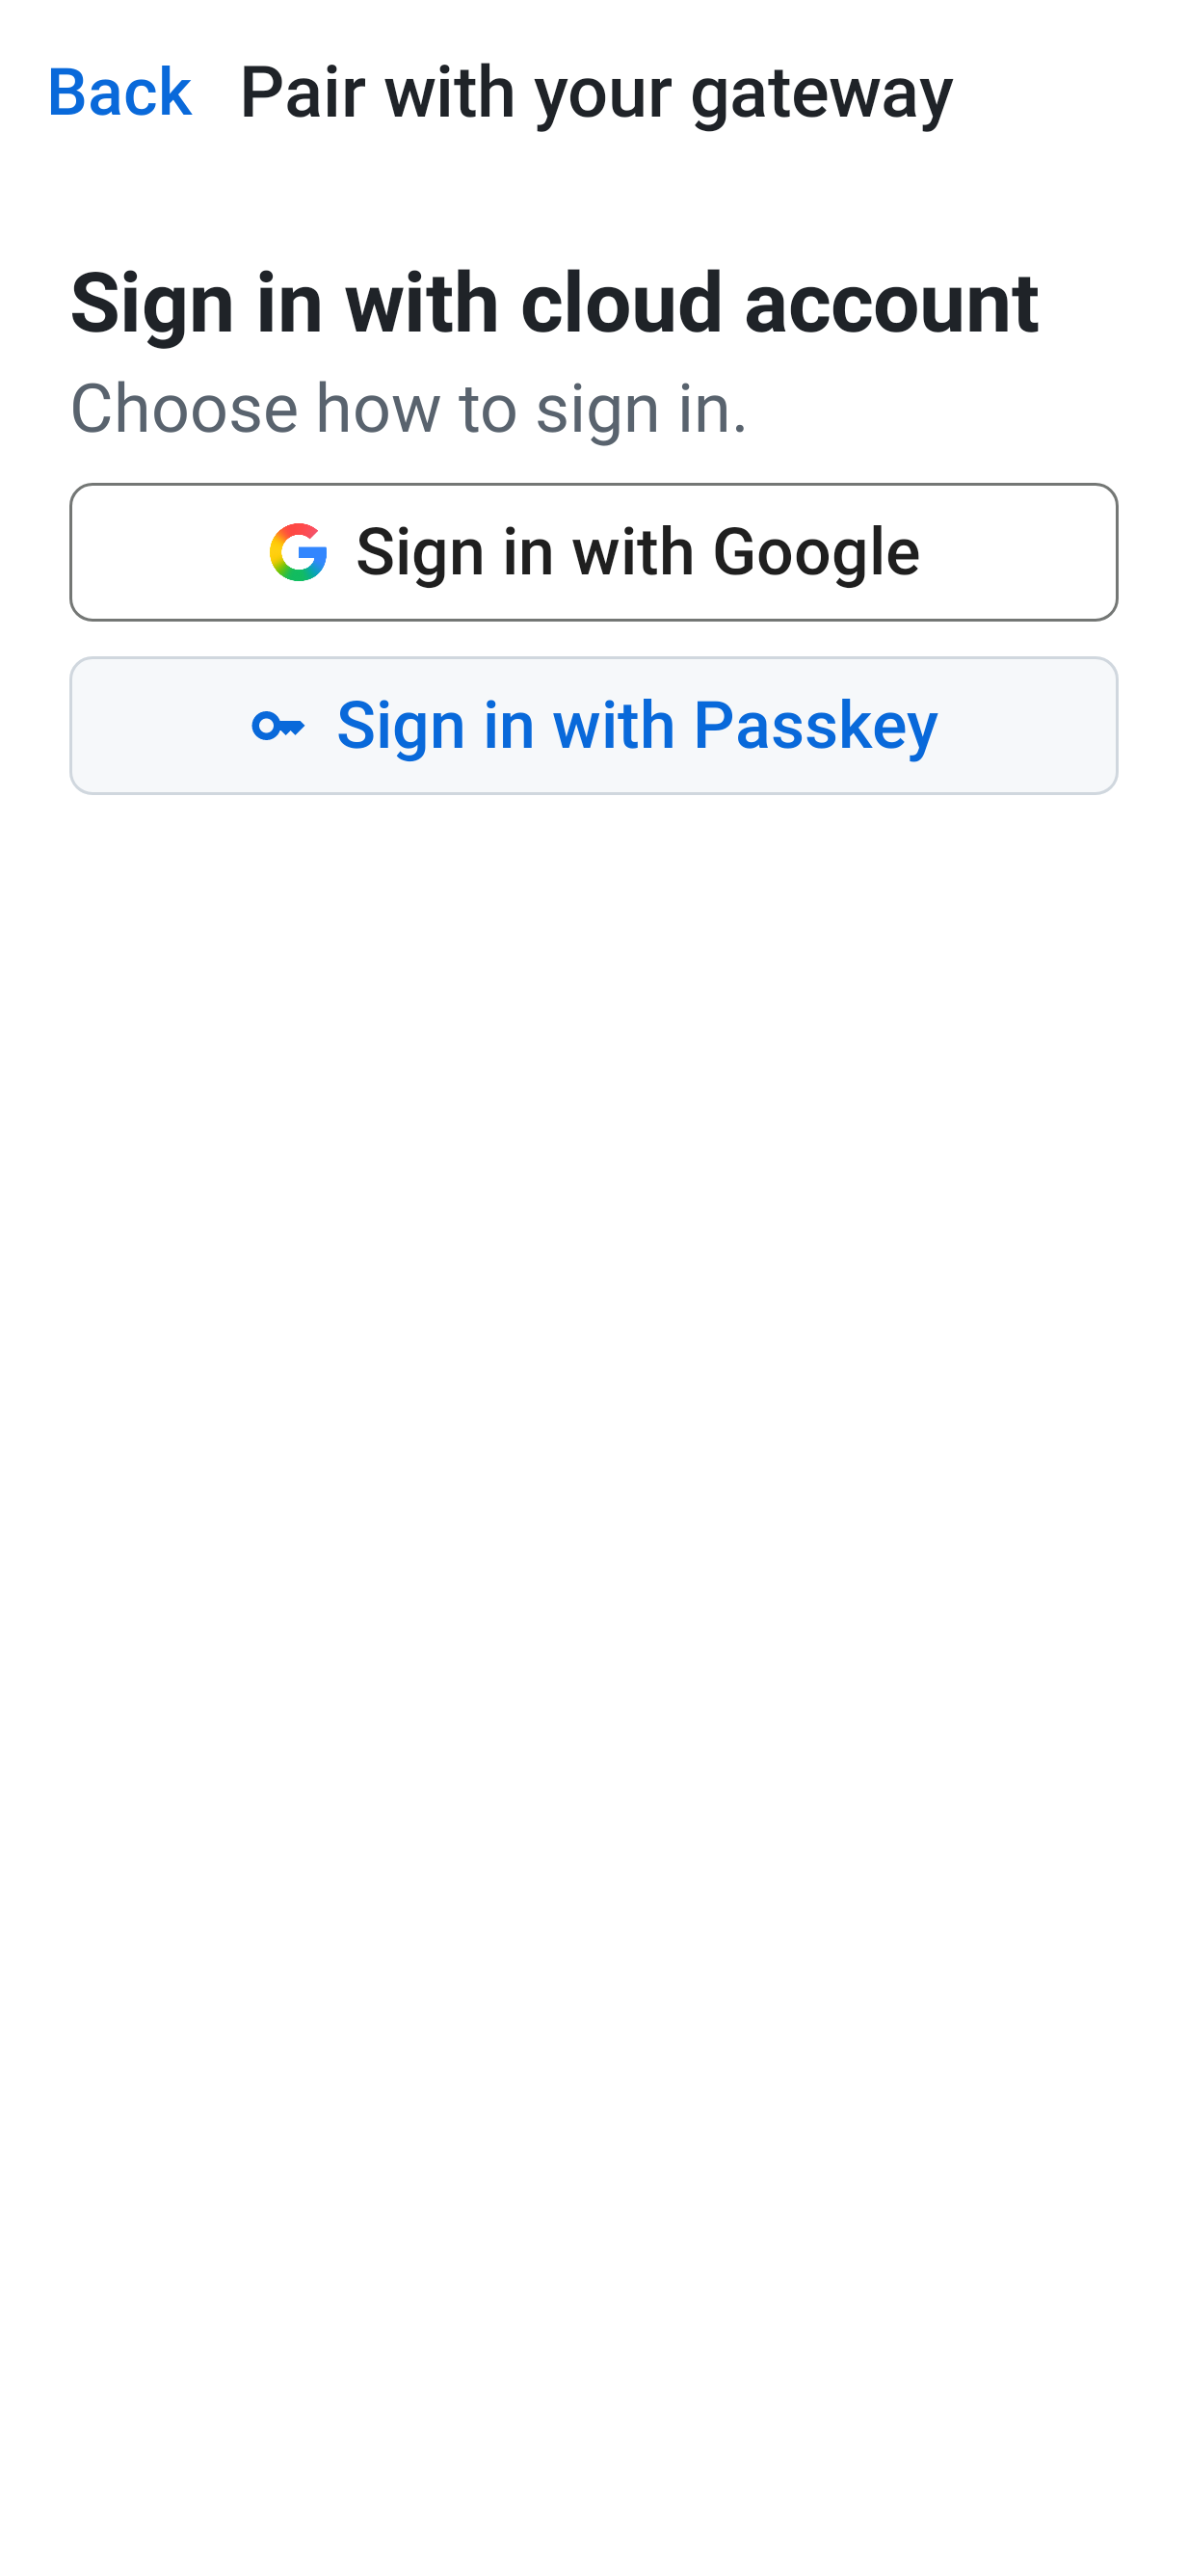 Back Pair with your gateway
Sign in with cloud account
Choose how to sign in.
Sign in with Google
Sign in with Passkey